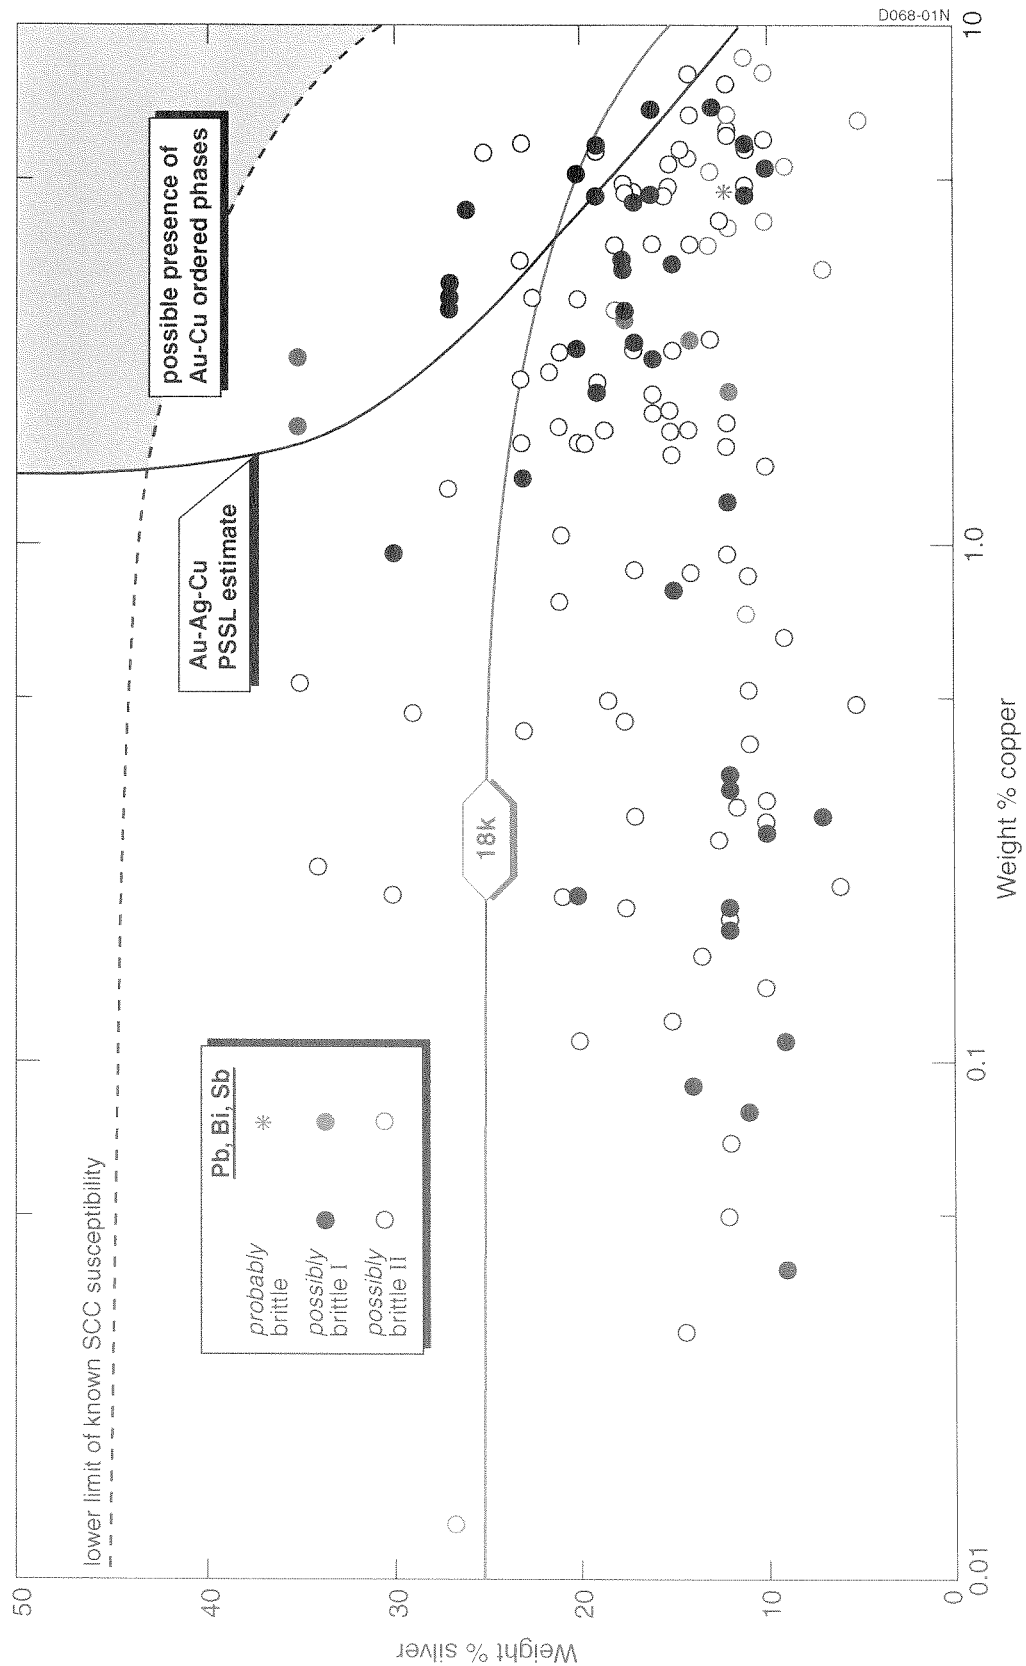 lower limit of known SCC susceptibility
possible presence of
Au-Cu ordered phases
Au-Ag-Cu
PSSL estimate
18k
Pb, Bi, Sb
probably
brittle
possibly
brittle I
possibly
brittle II
Weight % silver
50
40
30
20
10
0
0.01
0.1
1.0
10
Weight % copper
D068-01N